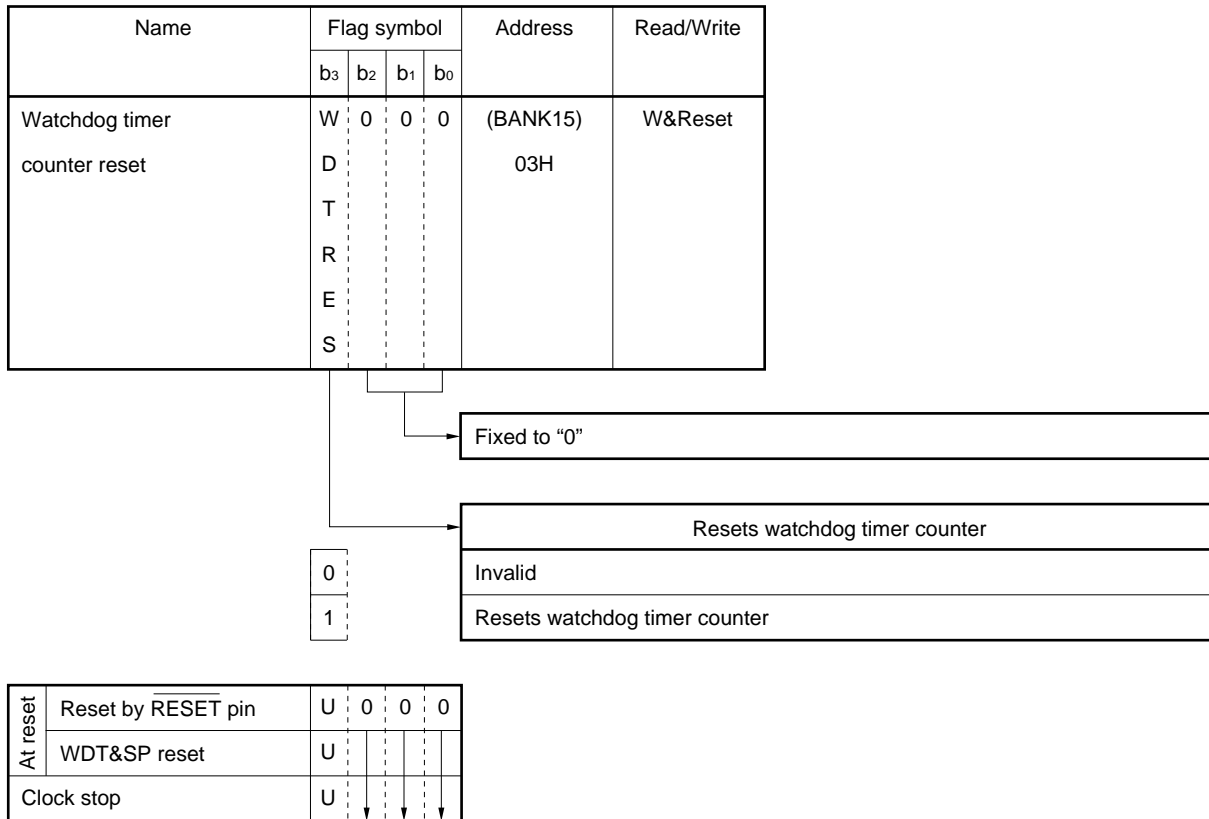 Name Flag symbol Address Read/Write
b3 b2 b1 b0
Watchdog timer W 0 0 0 (BANK15) W&Reset
counter reset D 03H
T
R
E
S
Fixed to “0”
Resets watchdog timer counter
0 Invalid
1 Resets watchdog timer counter
At reset
Reset by RESET pin U 0 0 0
WDT&SP reset U
Clock stop U